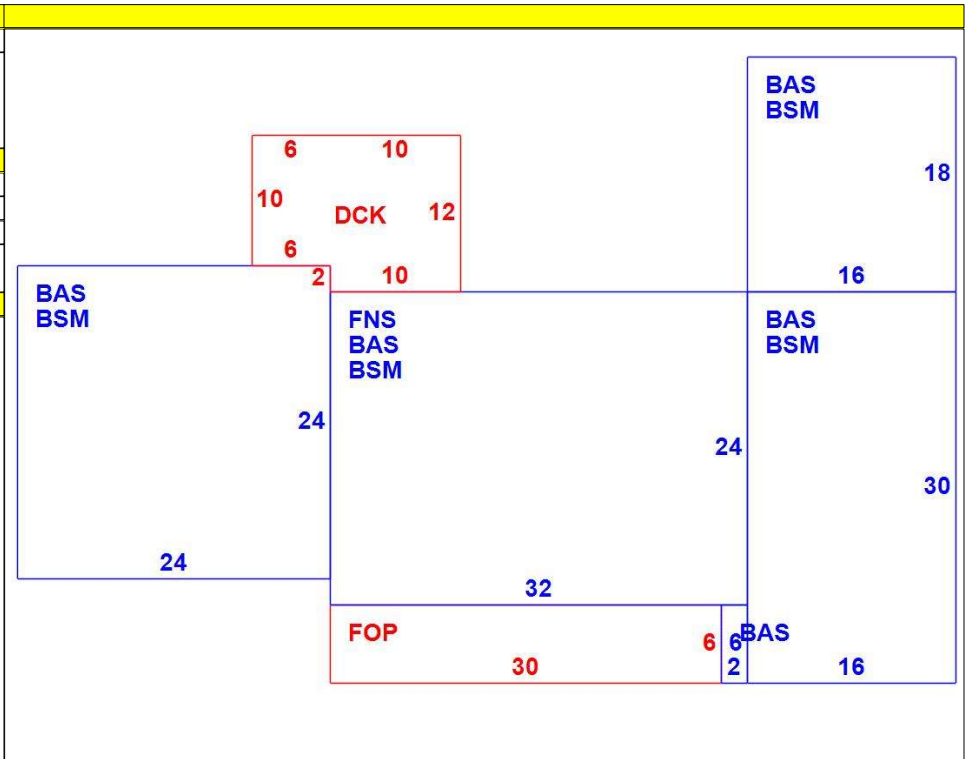 BAS
BSM
18
16
6 10
10
DCK 12
6
2 10
BAS
BSM
24
24
FNS
BAS
BSM
24
32
BAS
BSM
30
16
FOP 6
30
6 BAS
2